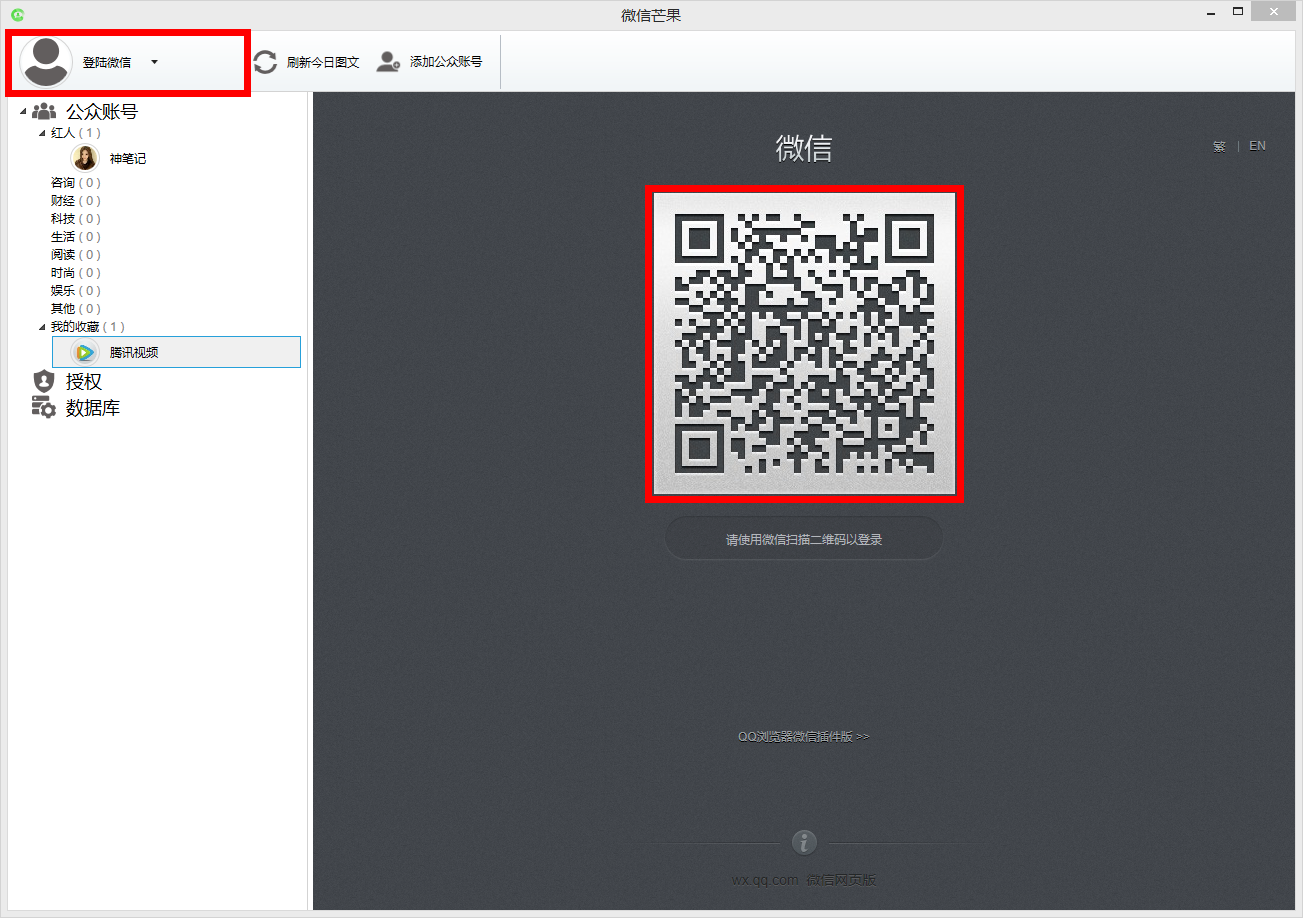 微信芒果
登陆微信
刷新今日图文
添加公众账号
公众账号
红人 ( 1 )
神笔记
咨询 ( 0 )
财经 ( 0 )
科技 ( 0 )
生活 ( 0 )
阅读 ( 0 )
时尚 ( 0 )
娱乐 ( 0 )
其他 ( 0 )
我的收藏 ( 1 )
腾讯视频
授权
数据库
微信
繁 | EN
请使用微信扫描二维码以登录
QQ浏览器微信插件版 >>
wx.qq.com 微信网页版